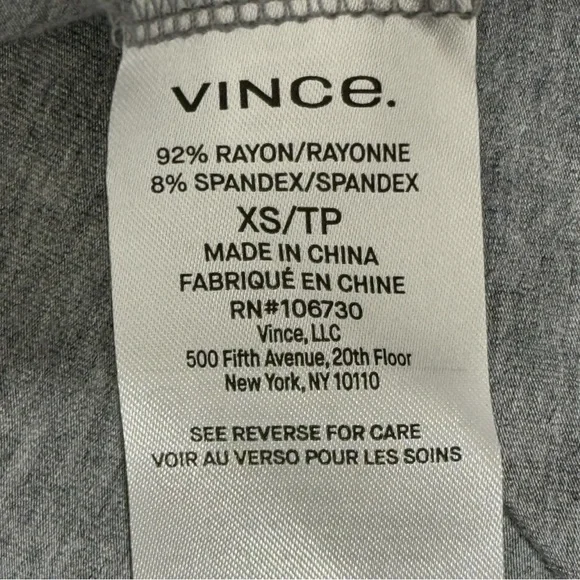 VINCe.
92% RAYON/RAYONNE
8% SPANDEX/SPANDEX
XS/TP
MADE IN CHINA
FABRIQUÉ EN CHINE
RN#106730
Vince, LLC
500 Fifth Avenue, 20th Floor
New York, NY 10110
SEE REVERSE FOR CARE
VOIR AU VERSO POUR LES SOINS